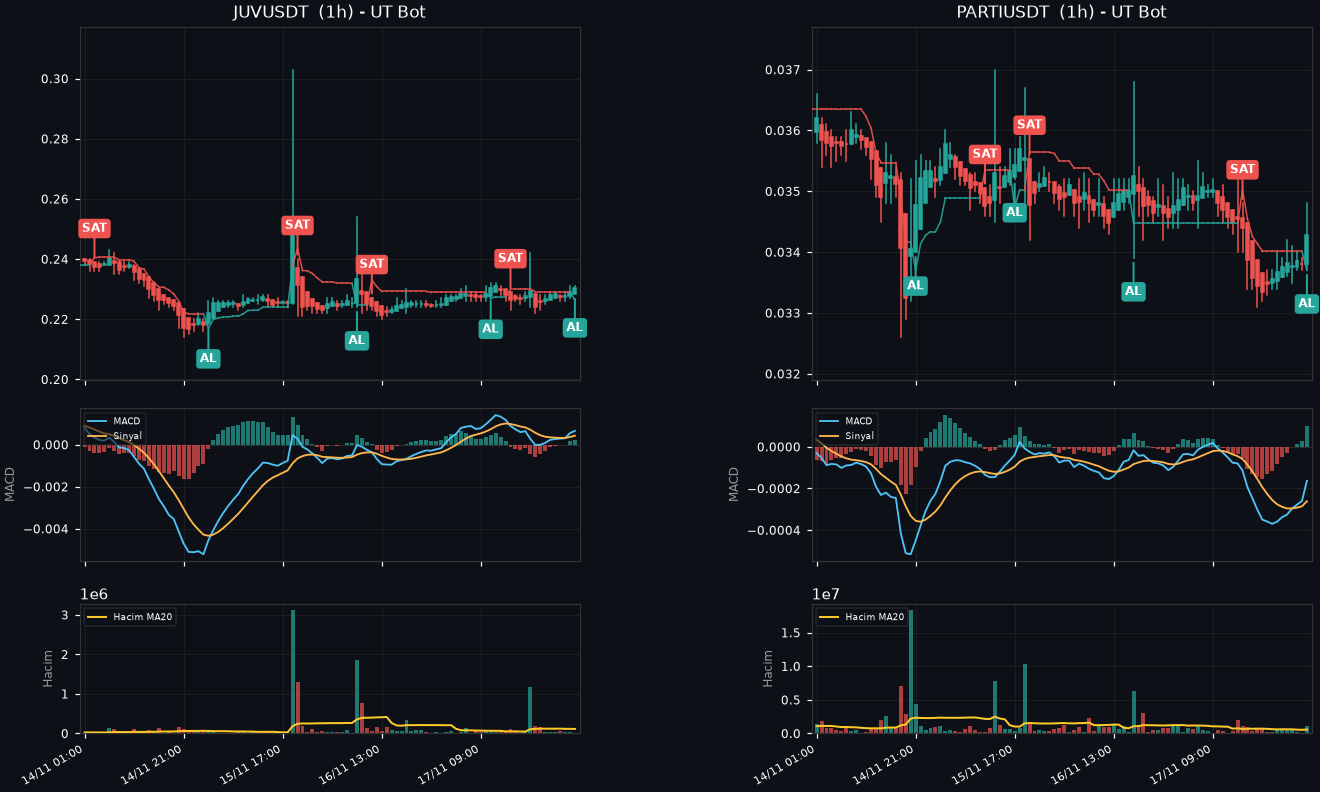 JUVUSDT  (1h) - UT Bot
0.30
0.28
0.26
0.24
0.22
0.20
SAT
AL
SAT
AL
SAT
AL
SAT
AL
MACD
0.000
−0.002
−0.004
MACD
Sinyal
1e6
Hacim
3
2
1
0
Hacim MA20
14/11 01:00
14/11 21:00
15/11 17:00
16/11 13:00
17/11 09:00
PARTIUSDT  (1h) - UT Bot
0.037
0.036
0.035
0.034
0.033
0.032
AL
SAT
AL
SAT
AL
SAT
AL
MACD
0.0000
−0.0002
−0.0004
MACD
Sinyal
1e7
Hacim
1.5
1.0
0.5
0.0
Hacim MA20
14/11 01:00
14/11 21:00
15/11 17:00
16/11 13:00
17/11 09:00